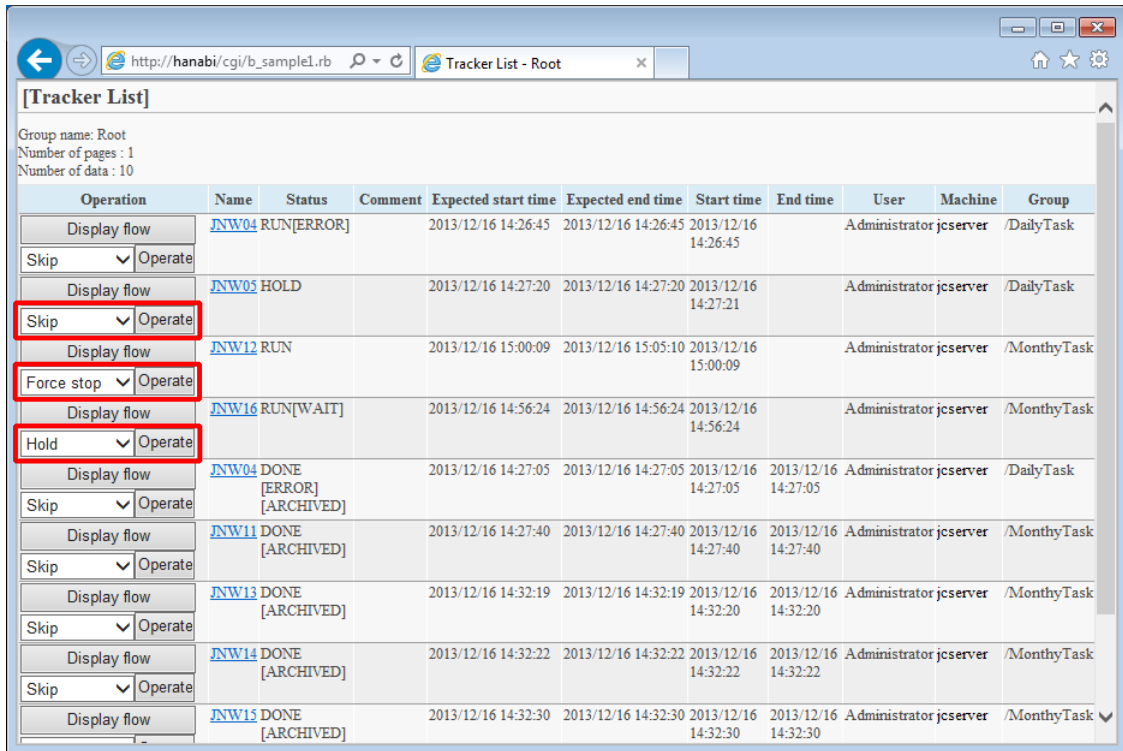 http://hanabi/cgi/b_sample1.rb Tracker List - Root
[Tracker List]
Group name: Root
Number of pages : 1
Number of data : 10
Operation Name Status Comment Expected start time Expected end time Start time End time User Machine Group
Display flow JNW04 RUN[ERROR] 2013/12/16 14:26:45 2013/12/16 14:26:45 2013/12/16 Administrator jcserver /DailyTask
14:26:45
Skip Operate
Display flow JNW05 HOLD 2013/12/16 14:27:20 2013/12/16 14:27:20 2013/12/16 Administrator jcserver /DailyTask
14:27:21
Skip Operate
Display flow JNW12 RUN 2013/12/16 15:00:09 2013/12/16 15:05:10 2013/12/16 Administrator jcserver /MonthyTask
15:00:09
Force stop Operate
Display flow JNW16 RUN[WAIT] 2013/12/16 14:56:24 2013/12/16 14:56:24 2013/12/16 Administrator jcserver /MonthyTask
14:56:24
Hold Operate
Display flow JNW04 DONE 2013/12/16 14:27:05 2013/12/16 14:27:05 2013/12/16 2013/12/16 Administrator jcserver /DailyTask
[ERROR] 14:27:05 14:27:05
Skip Operate [ARCHIVED]
Display flow JNW11 DONE 2013/12/16 14:27:40 2013/12/16 14:27:40 2013/12/16 2013/12/16 Administrator jcserver /MonthyTask
[ARCHIVED] 14:27:40 14:27:40
Skip Operate
Display flow JNW13 DONE 2013/12/16 14:32:19 2013/12/16 14:32:19 2013/12/16 2013/12/16 Administrator jcserver /MonthyTask
[ARCHIVED] 14:32:20 14:32:20
Skip Operate
Display flow JNW14 DONE 2013/12/16 14:32:22 2013/12/16 14:32:22 2013/12/16 2013/12/16 Administrator jcserver /MonthyTask
[ARCHIVED] 14:32:22 14:32:22
Skip Operate
Display flow JNW15 DONE 2013/12/16 14:32:30 2013/12/16 14:32:30 2013/12/16 2013/12/16 Administrator jcserver /MonthyTask
[ARCHIVED] 14:32:30 14:32:30